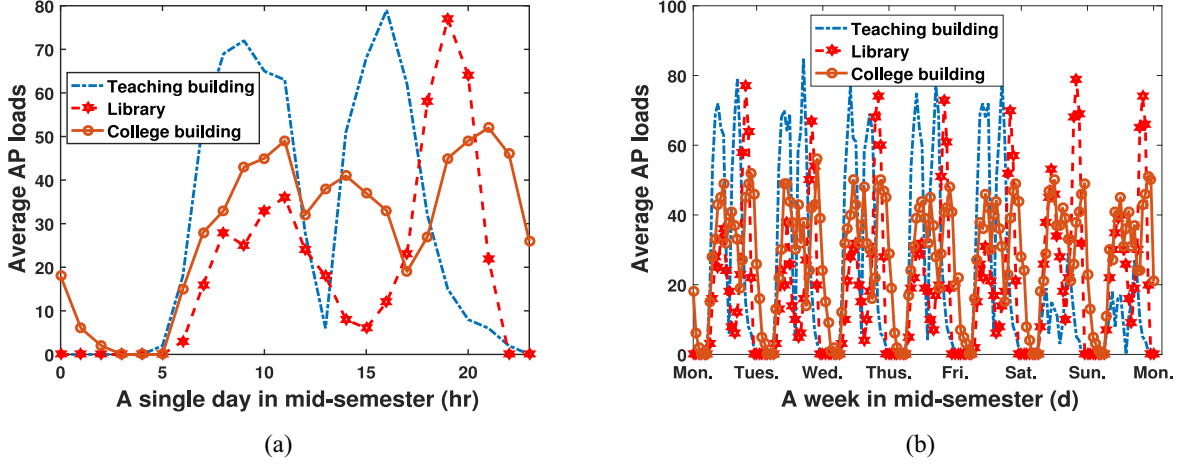 80
70
60
50
40
30
20
10
0
Average AP loads
Teaching building
Library
College building
0 5 10 15 20
A single day in mid-semester (hr)
(a)
100
80
60
40
20
0
Average AP loads
Teaching building
Library
College building
Mon. Tues. Wed. Thus. Fri. Sat. Sun. Mon.
A week in mid-semester (d)
(b)